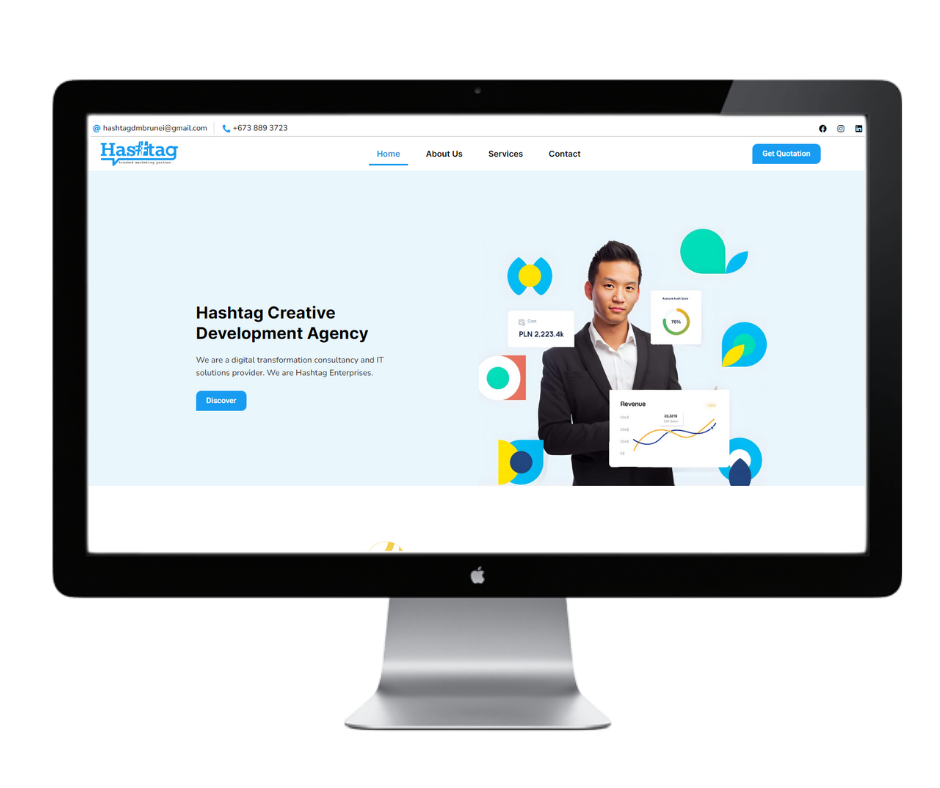 hashtagdmbrunei@gmail.com
+673 889 3723
Hashtag
trusted marketing partner
Home
About Us
Services
Contact
Get Quotation
Hashtag Creative
Development Agency
We are a digital transformation consultancy and IT
solutions provider. We are Hashtag Enterprises.
Discover
Cost
PLN 2,223.4k
76%
Revenue